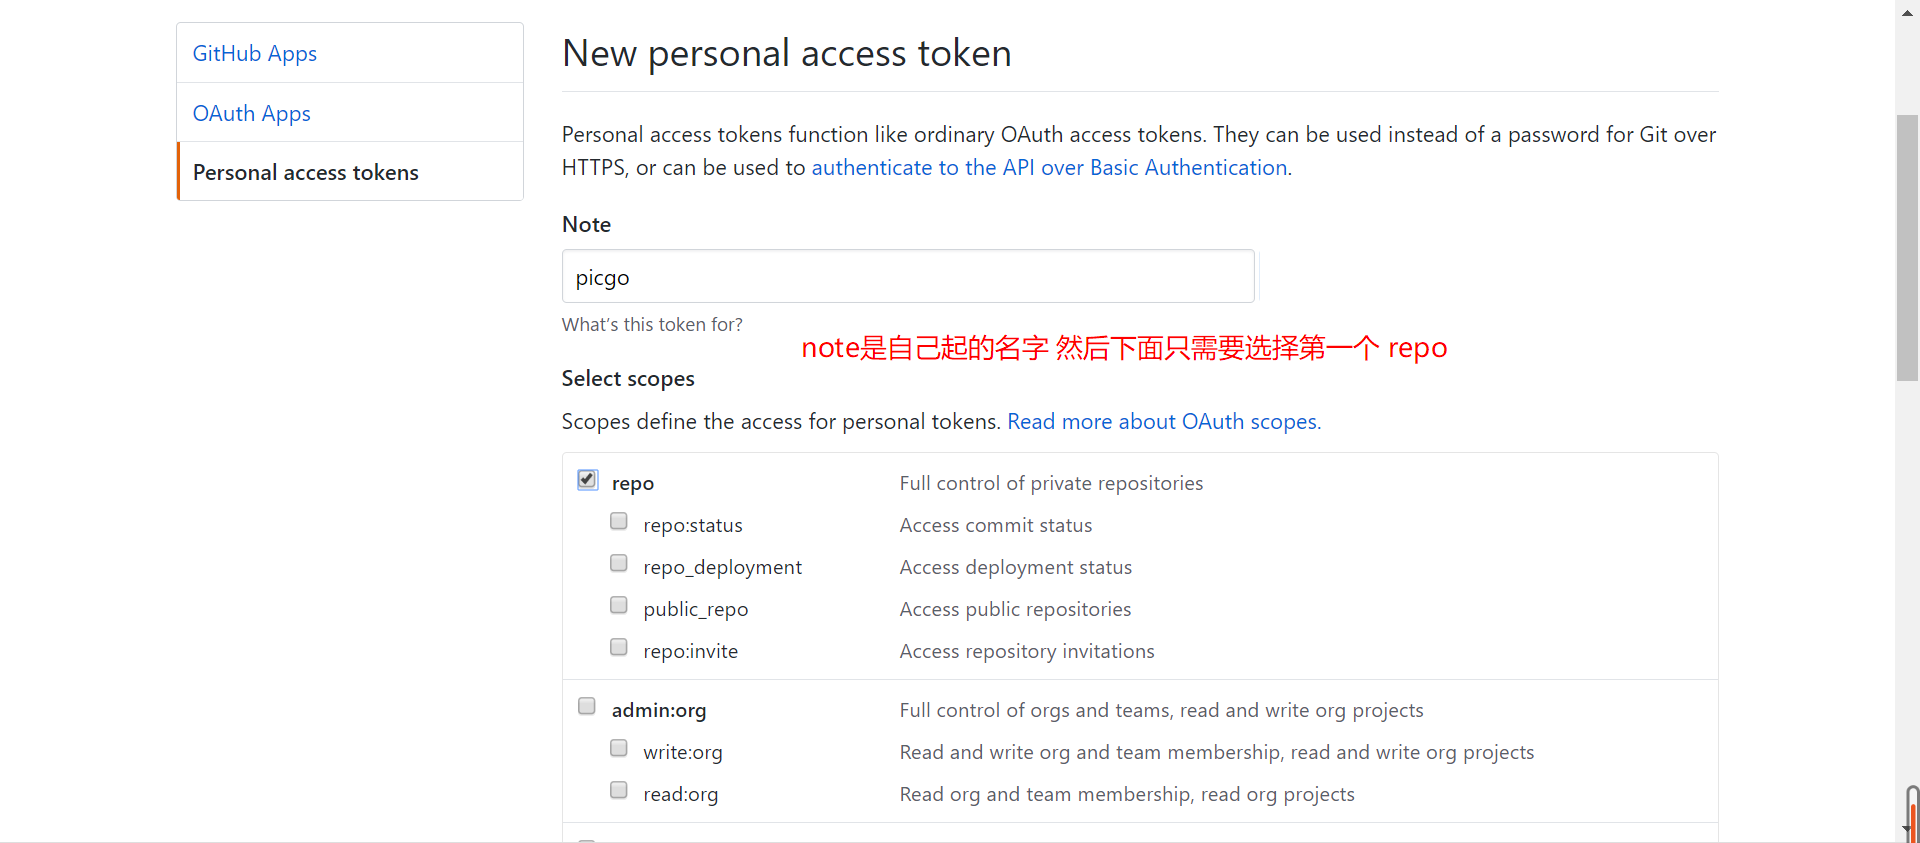 GitHub Apps
OAuth Apps
Personal access tokens
New personal access token
Personal access tokens function like ordinary OAuth access tokens. They can be used instead of a password for Git over
HTTPS, or can be used to authenticate to the API over Basic Authentication.
Note
picgo
What's this token for?
note是自己起的名字 然后下面只需要选择第一个 repo
Select scopes
Scopes define the access for personal tokens. Read more about OAuth scopes.
repo Full control of private repositories
repo:status Access commit status
repo_deployment Access deployment status
public_repo Access public repositories
repo:invite Access repository invitations
admin:org Full control of orgs and teams, read and write org projects
write:org Read and write org and team membership, read and write org projects
read:org Read org and team membership, read org projects